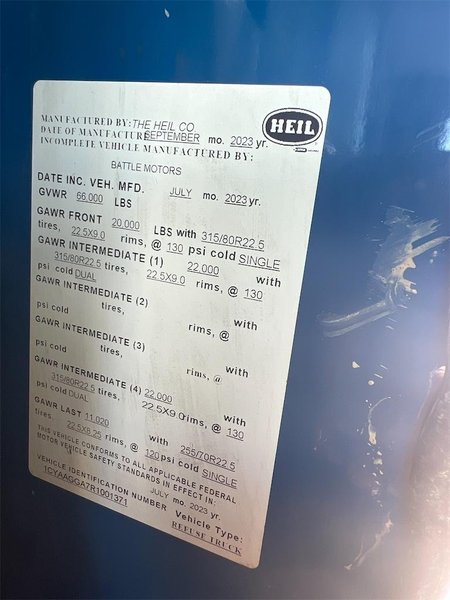 HEIL
MANUFACTURED BY: THE HEIL CO
DATE OF MANUFACTURE SEPTEMBER mo. 2023 yr.
INCOMPLETE VEHICLE MANUFACTURED BY:
BATTLE MOTORS
DATE INC. VEH. MFD. JULY mo. 2023 yr.
GVWR 66,000 LBS
GAWR FRONT 20,000 LBS with 315/80R22.5
tires, 22.5X9.0 rims, @ 130 psi cold SINGLE
GAWR INTERMEDIATE (1) 22,000 with
315/80R22.5 tires, 22.5X9.0 rims, @ 130
psi cold DUAL
GAWR INTERMEDIATE (2) with
tires, rims, @
psi cold
GAWR INTERMEDIATE (3) with
tires, rims, @
psi cold
GAWR INTERMEDIATE (4) 22,000 with
315/80R22.5 tires, 22.5X9.0 rims, @ 130
psi cold DUAL
GAWR LAST 11,020 with 255/70R22.5
tires, 22.5X8.25 rims, @ 120 psi cold SINGLE
THIS VEHICLE CONFORMS TO ALL APPLICABLE FEDERAL
MOTOR VEHICLE SAFETY STANDARDS IN EFFECT IN:
JULY mo. 2023 yr.
VEHICLE IDENTIFICATION NUMBER Vehicle Type:
1CYAAGGA7R1001371 REFUSE TRUCK